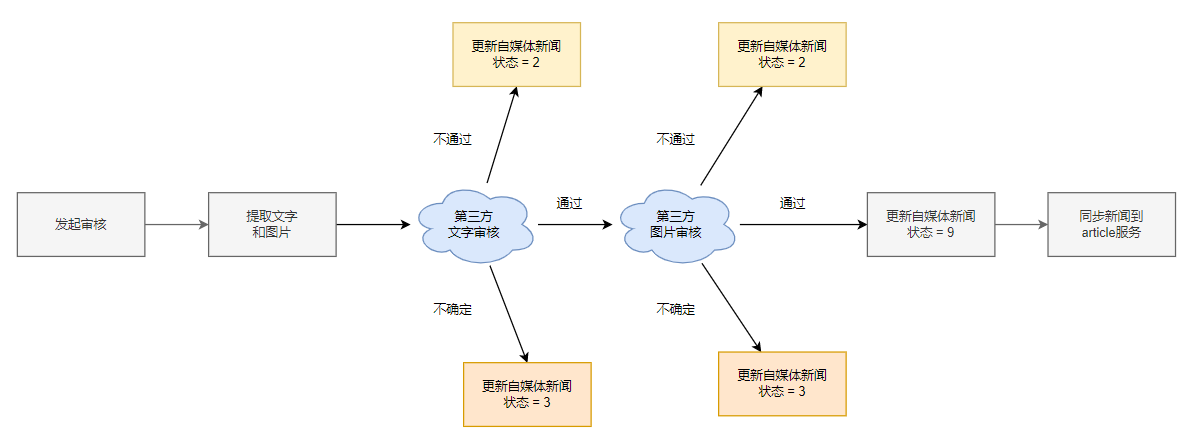 更新自媒体新闻
状态 = 2
更新自媒体新闻
状态 = 2
不通过
不通过
发起审核
提取文字
和图片
第三方
文字审核
通过
第三方
图片审核
通过
更新自媒体新闻
状态 = 9
同步新闻到
article服务
不确定
不确定
更新自媒体新闻
状态 = 3
更新自媒体新闻
状态 = 3